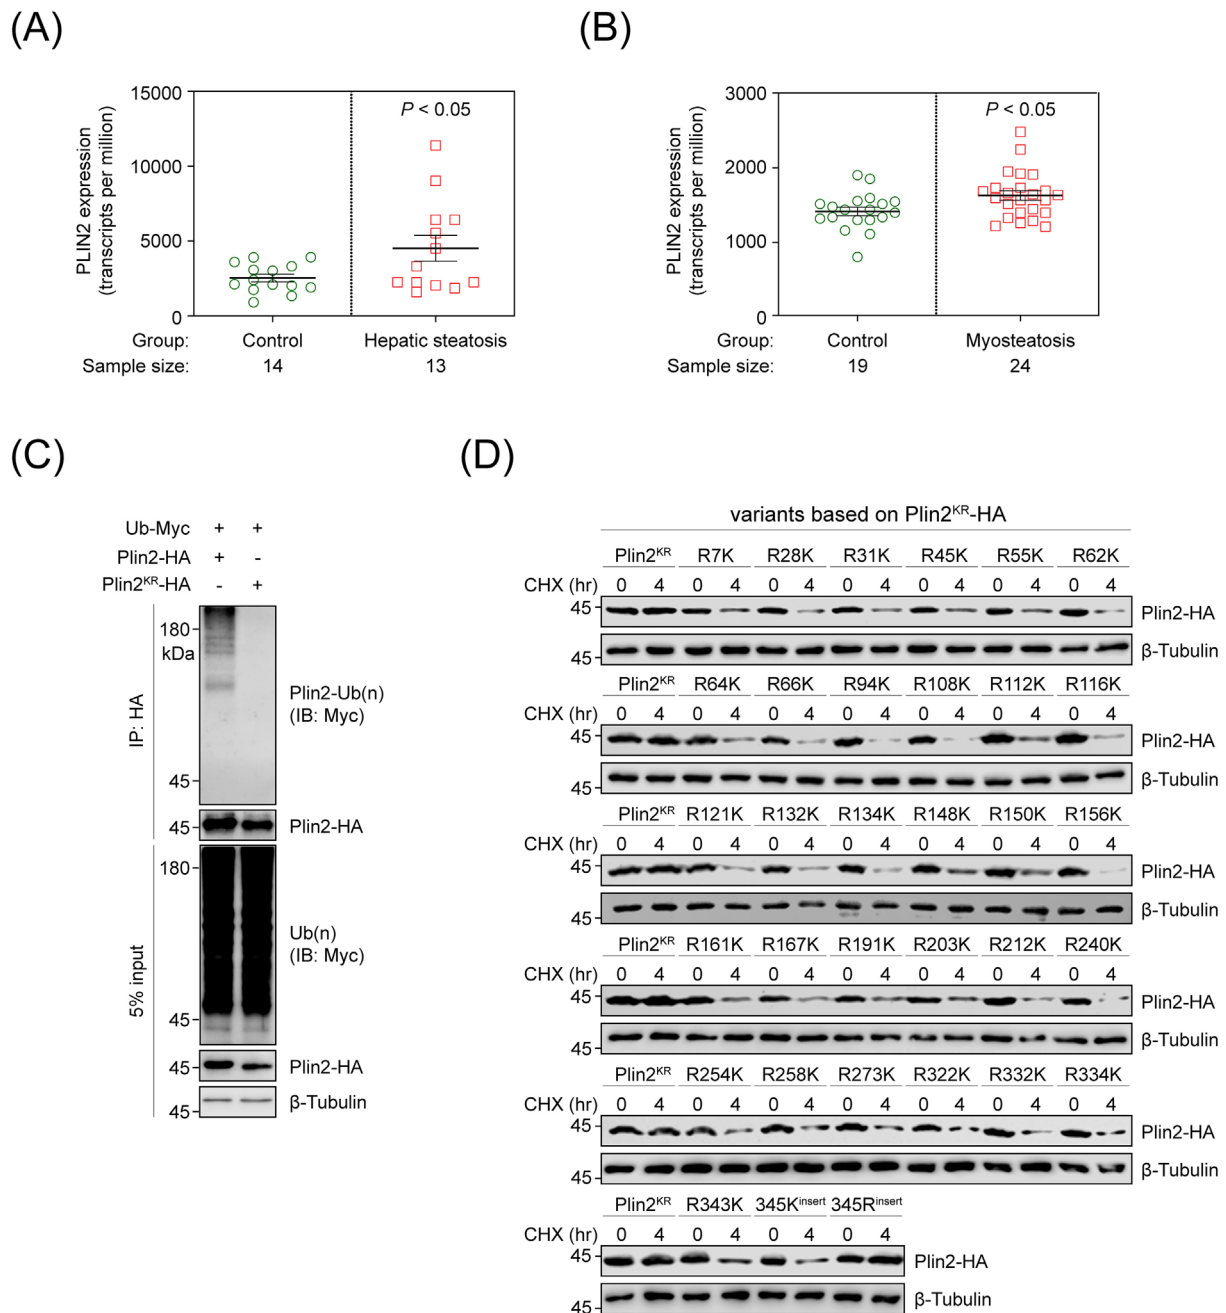 (A)
PLIN2 expression
(transcripts per million)
15000
10000
5000
0
P < 0.05
Group: Control Hepatic steatosis
Sample size: 14 13
(B)
PLIN2 expression
(transcripts per million)
3000
2000
1000
0
P < 0.05
Group: Control Myosteatosis
Sample size: 19 24
(C)
Ub-Myc + +
Plin2-HA + -
Plin2KR-HA - +
IP: HA
180
kDa
45
Plin2-Ub(n)
(IB: Myc)
45 Plin2-HA
5% input
180
45
Ub(n)
(IB: Myc)
45 Plin2-HA
45 β-Tubulin
(D)
variants based on Plin2KR-HA
Plin2KR R7K R28K R31K R45K R55K R62K
CHX (hr) 0 4 0 4 0 4 0 4 0 4 0 4 0 4
45 Plin2-HA
45 β-Tubulin
Plin2KR R64K R66K R94K R108K R112K R116K
CHX (hr) 0 4 0 4 0 4 0 4 0 4 0 4 0 4
45 Plin2-HA
45 β-Tubulin
Plin2KR R121K R132K R134K R148K R150K R156K
CHX (hr) 0 4 0 4 0 4 0 4 0 4 0 4 0 4
45 Plin2-HA
45 β-Tubulin
Plin2KR R161K R167K R191K R203K R212K R240K
CHX (hr) 0 4 0 4 0 4 0 4 0 4 0 4 0 4
45 Plin2-HA
45 β-Tubulin
Plin2KR R254K R258K R273K R322K R332K R334K
CHX (hr) 0 4 0 4 0 4 0 4 0 4 0 4 0 4
45 Plin2-HA
45 β-Tubulin
Plin2KR R343K 345Kinsert 345Rinsert
CHX (hr) 0 4 0 4 0 4 0 4
45 Plin2-HA
45 β-Tubulin